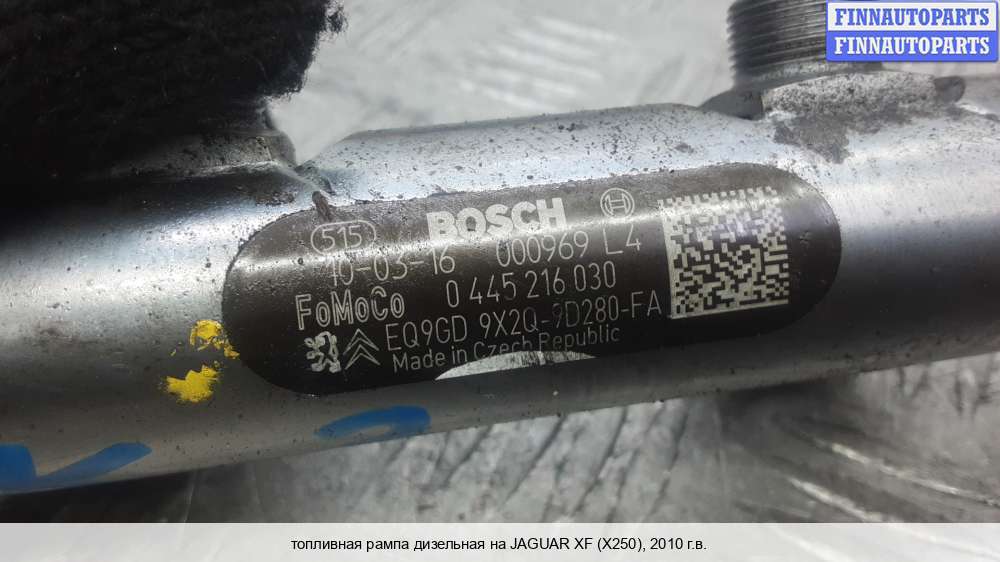 FINNAUTOPARTS
FINNAUTOPARTS
515 BOSCH
10-03-16 000969 L4
FoMoCo 0 445 216 030
EQ9GD 9X2Q-9D280-FA
Made in Czech Republic
топливная рампа дизельная на JAGUAR XF (X250), 2010 г.в.